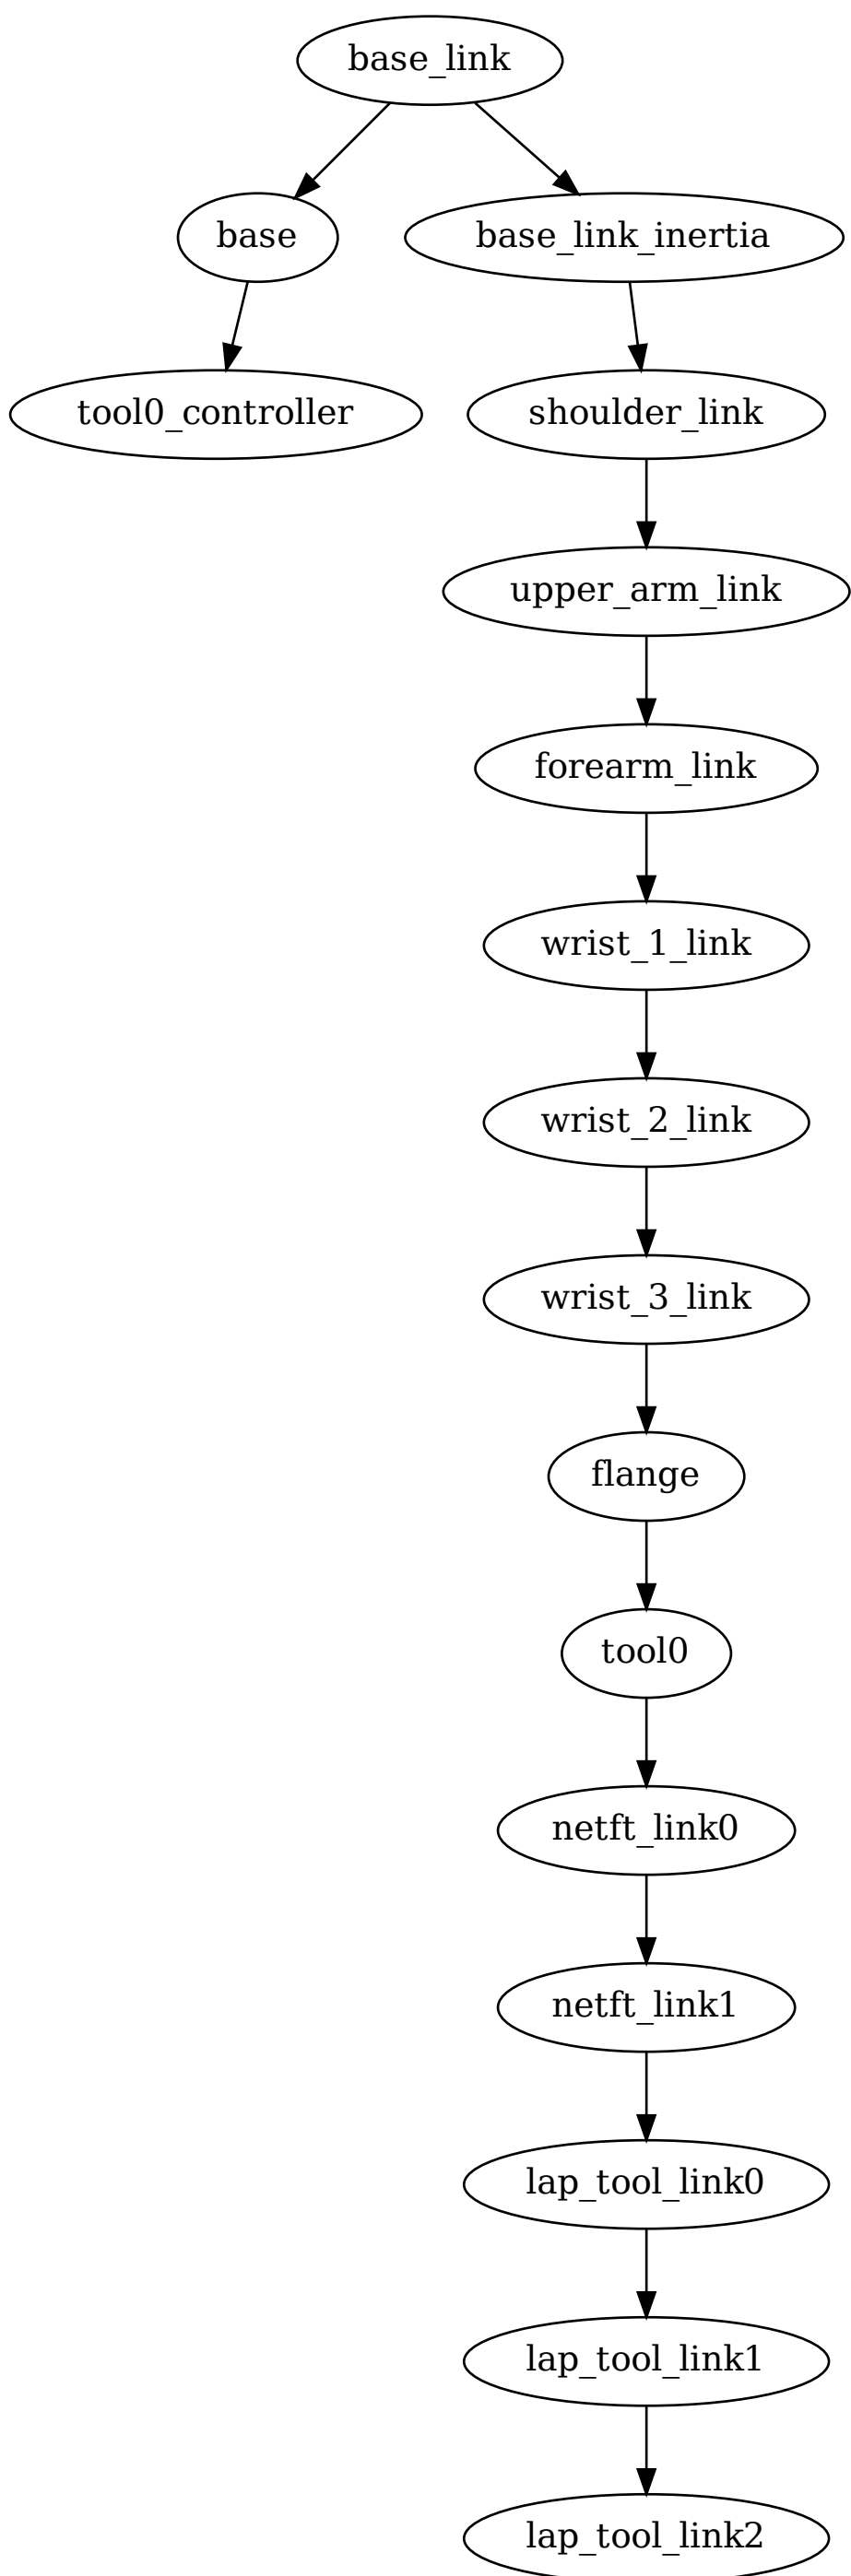 base_link
base
base_link_inertia
tool0_controller
shoulder_link
upper_arm_link
forearm_link
wrist_1_link
wrist_2_link
wrist_3_link
flange
tool0
netft_link0
netft_link1
lap_tool_link0
lap_tool_link1
lap_tool_link2